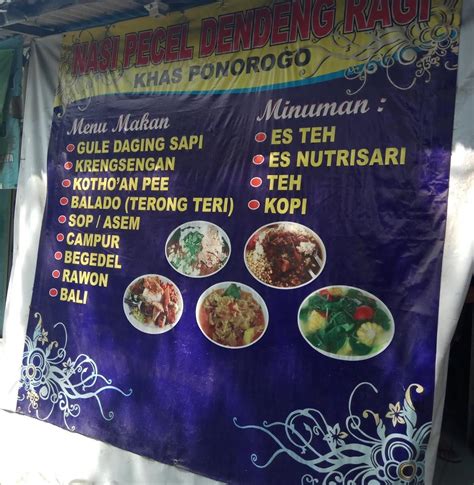 NASI PECEL DENDENG RAGI
KHAS PONOROGO
Menu Makan
GULE DAGING SAPI
KRENGSENGAN
KOTHO'AN PEE
BALADO (TERONG TERI)
SOP / ASEM
CAMPUR
BEGEDEL
RAWON
BALI
Minuman :
ES TEH
ES NUTRISARI
TEH
KOPI